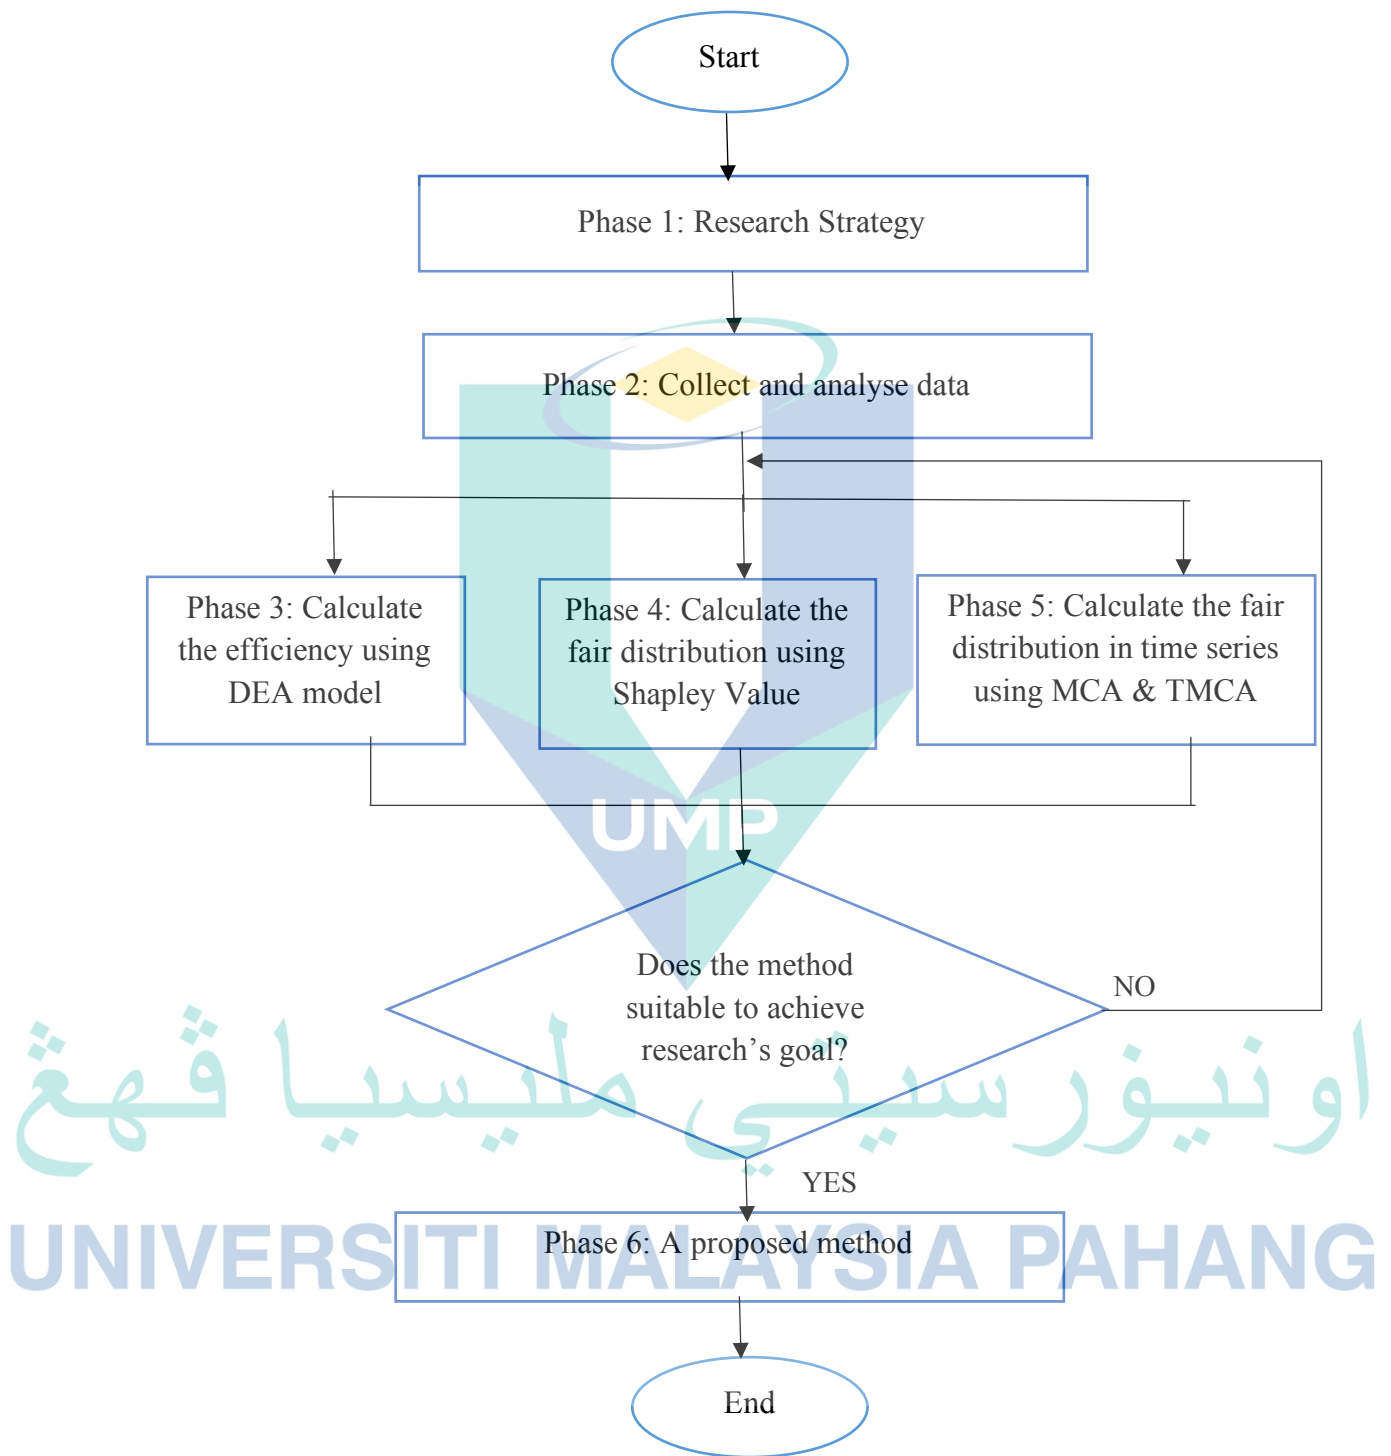 Start
Phase 1: Research Strategy
Phase 2: Collect and analyse data
Phase 3: Calculate
the efficiency using
DEA model
Phase 4: Calculate the
fair distribution using
Shapley Value
Phase 5: Calculate the fair
distribution in time series
using MCA & TMCA
UMP
Does the method
suitable to achieve
research’s goal?
NO
اونيۏرسيتي مليسيا ڤهڠ
YES
UNIVERSITI MALAYSIA PAHANG
Phase 6: A proposed method
End